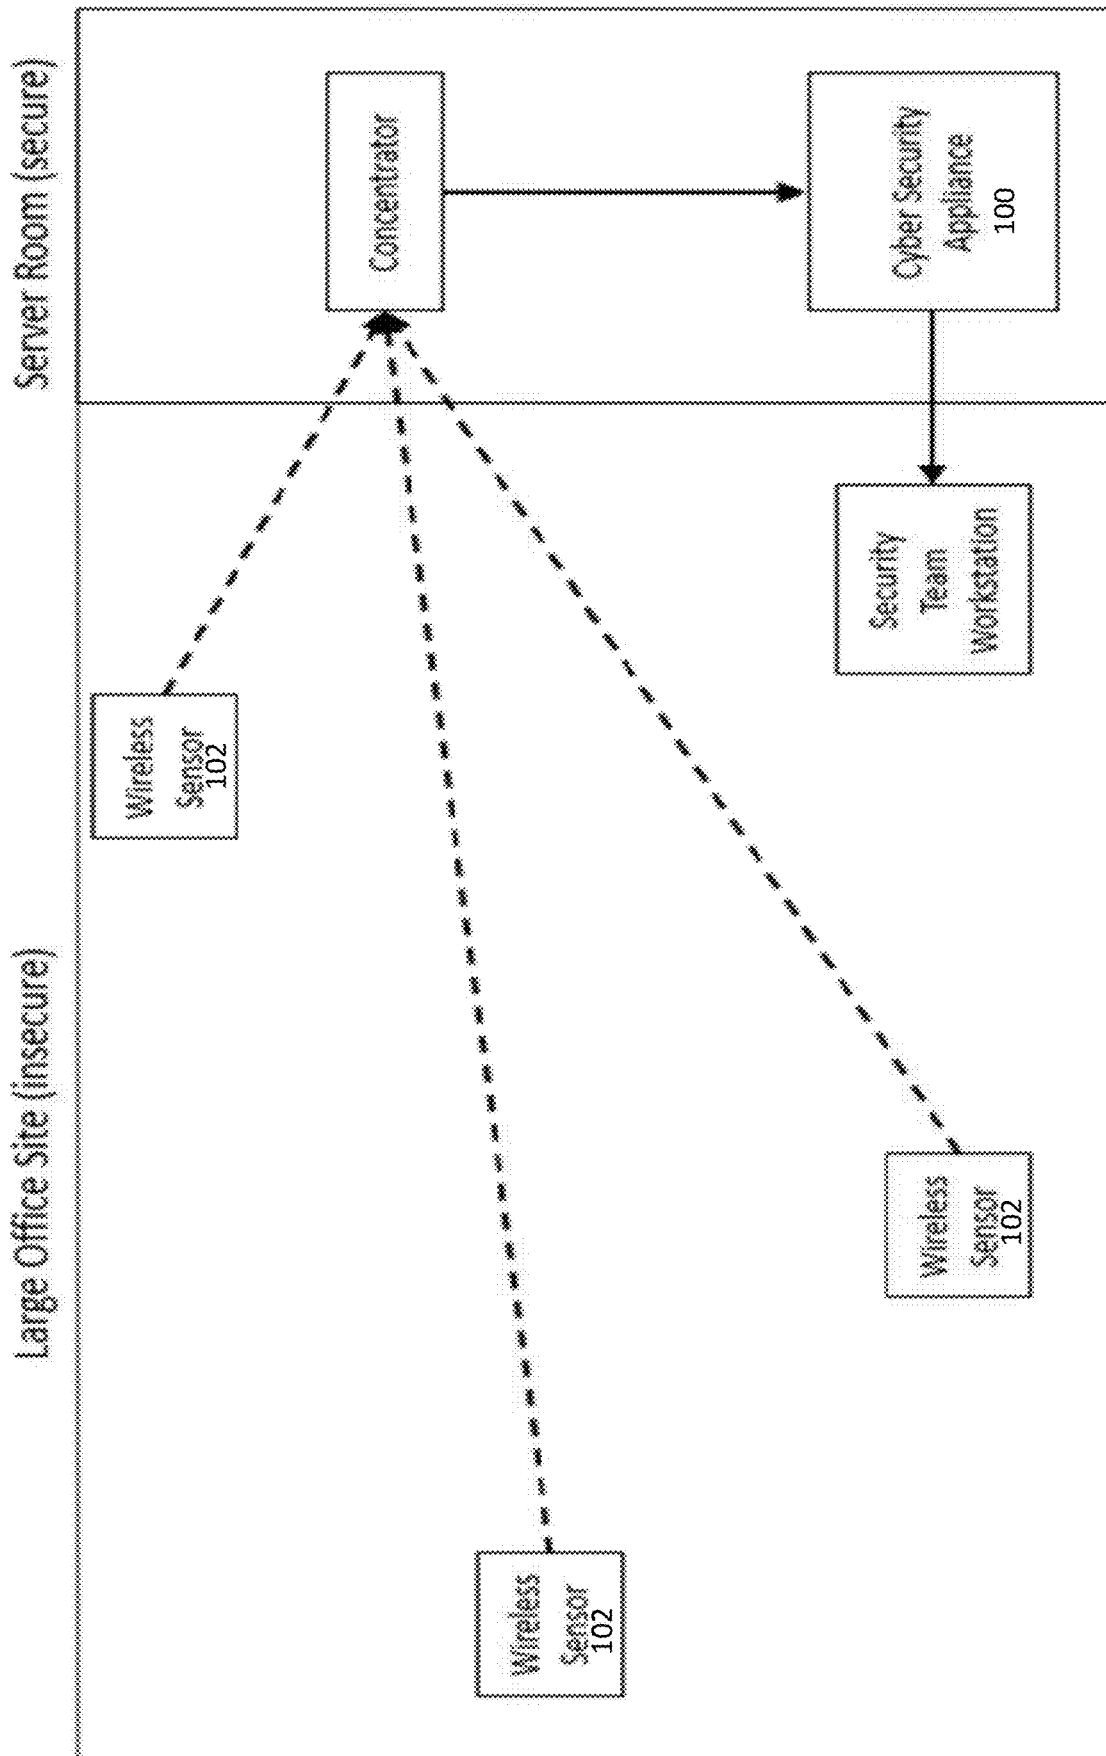 Large Office Site (insecure)
Server Room (secure)
Wireless
Sensor
102
Concentrator
Wireless
Sensor
102
Wireless
Sensor
102
Security
Team
Workstation
Cyber Security
Appliance
100